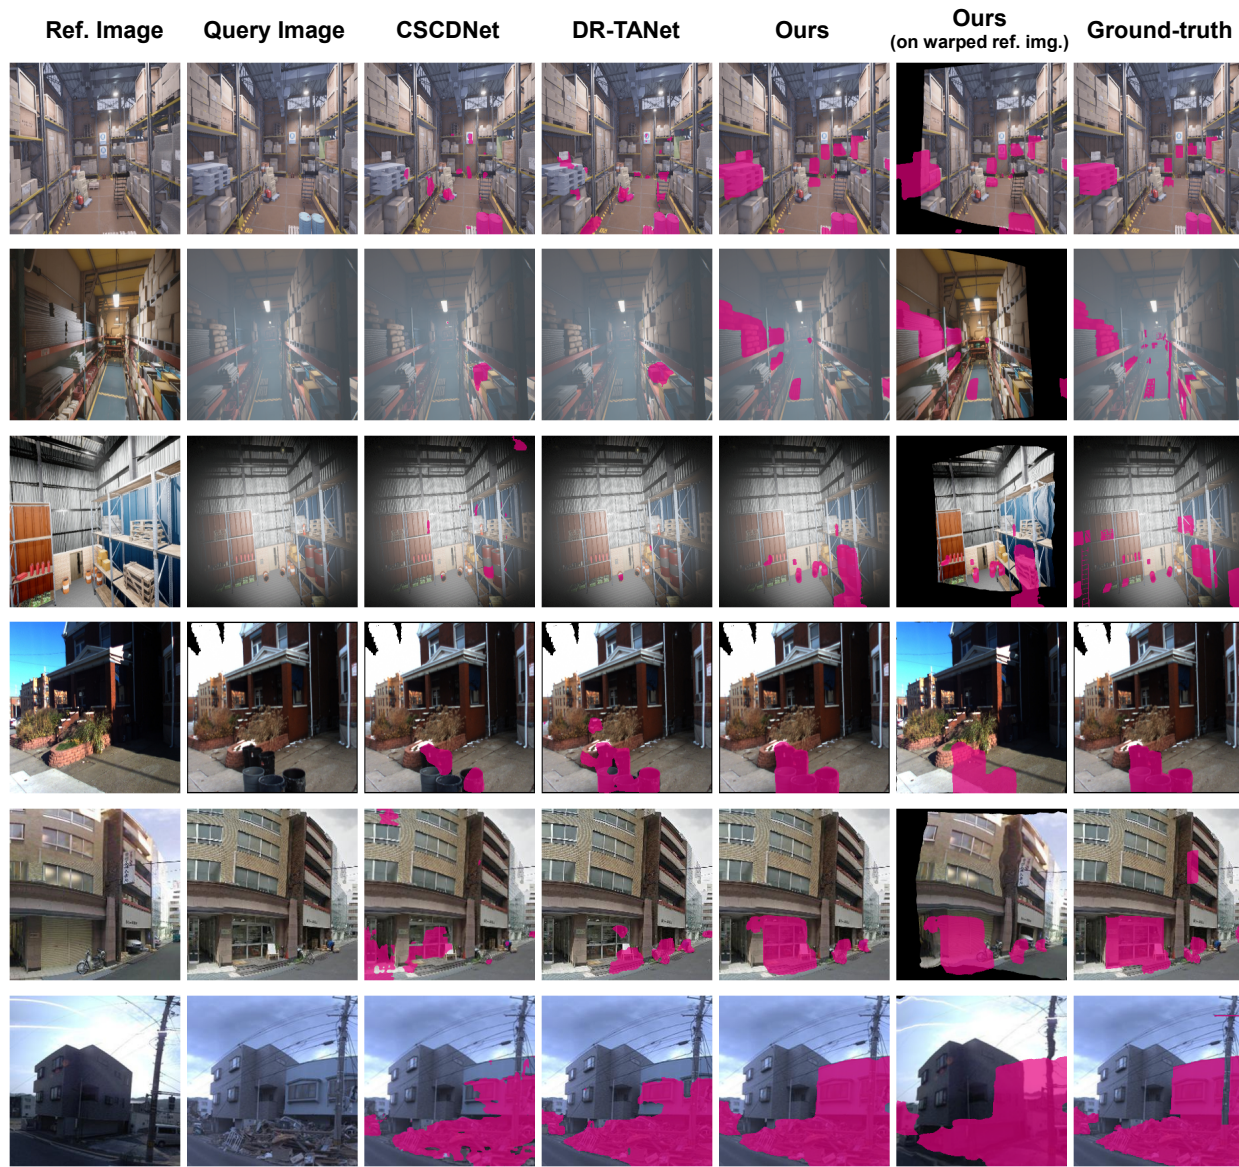 Ref. Image
Query Image
CSCDNet
DR-TANet
Ours
Ours
(on warped ref. img.)
Ground-truth